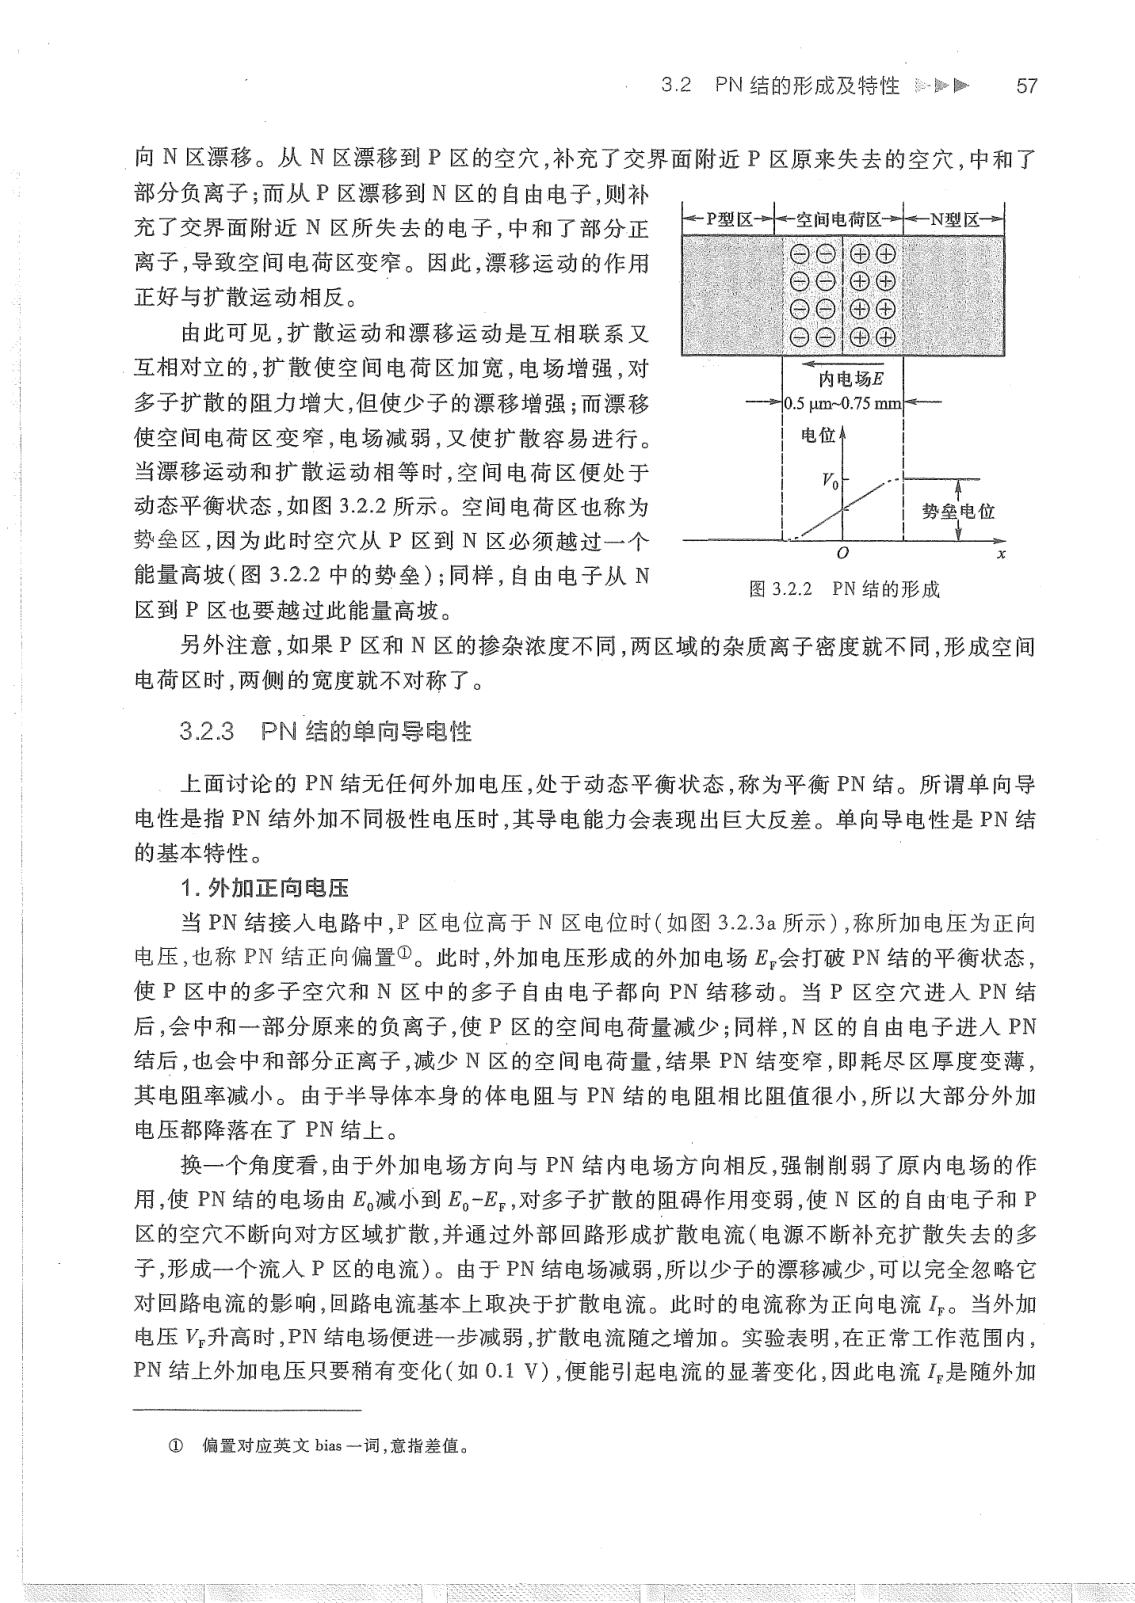 3.2 PN 结的形成及特性 57
向 N 区漂移。从 N 区漂移到 P 区的空穴,补充了交界面附近 P 区原来失去的空穴,中和了
部分负离子;而从 P 区漂移到 N 区的自由电子,则补
充了交界面附近 N 区所失去的电子,中和了部分正
离子,导致空间电荷区变窄。因此,漂移运动的作用
正好与扩散运动相反。
由此可见,扩散运动和漂移运动是互相联系又
互相对立的,扩散使空间电荷区加宽,电场增强,对
多子扩散的阻力增大,但使少子的漂移增强;而漂移
使空间电荷区变窄,电场减弱,又使扩散容易进行。
当漂移运动和扩散运动相等时,空间电荷区便处于
动态平衡状态,如图 3.2.2 所示。空间电荷区也称为
势垒区,因为此时空穴从 P 区到 N 区必须越过一个
能量高坡(图 3.2.2 中的势垒);同样,自由电子从 N
区到 P 区也要越过此能量高坡。
P型区 空间电荷区 N型区
⊖⊖⊕⊕
⊖⊖⊕⊕
⊖⊖⊕⊕
⊖⊖⊕⊕
内电场E
0.5 μm~0.75 mm
电位
V₀
势垒电位
O x
图 3.2.2 PN 结的形成
另外注意,如果 P 区和 N 区的掺杂浓度不同,两区域的杂质离子密度就不同,形成空间
电荷区时,两侧的宽度就不对称了。
3.2.3 PN 结的单向导电性
上面讨论的 PN 结无任何外加电压,处于动态平衡状态,称为平衡 PN 结。所谓单向导
电性是指 PN 结外加不同极性电压时,其导电能力会表现出巨大反差。单向导电性是 PN 结
的基本特性。
1. 外加正向电压
当 PN 结接入电路中,P 区电位高于 N 区电位时(如图 3.2.3a 所示),称所加电压为正向
电压,也称 PN 结正向偏置①。此时,外加电压形成的外加电场 E_F会打破 PN 结的平衡状态,
使 P 区中的多子空穴和 N 区中的多子自由电子都向 PN 结移动。当 P 区空穴进入 PN 结
后,会中和一部分原来的负离子,使 P 区的空间电荷量减少;同样,N 区的自由电子进入 PN
结后,也会中和部分正离子,减少 N 区的空间电荷量,结果 PN 结变窄,即耗尽区厚度变薄,
其电阻率减小。由于半导体本身的体电阻与 PN 结的电阻相比阻值很小,所以大部分外加
电压都降落在了 PN 结上。
换一个角度看,由于外加电场方向与 PN 结内电场方向相反,强制削弱了原内电场的作
用,使 PN 结的电场由 E₀减小到 E₀-E_F,对多子扩散的阻碍作用变弱,使 N 区的自由电子和 P
区的空穴不断向对方区域扩散,并通过外部回路形成扩散电流(电源不断补充扩散失去的多
子,形成一个流入 P 区的电流)。由于 PN 结电场减弱,所以少子的漂移减少,可以完全忽略它
对回路电流的影响,回路电流基本上取决于扩散电流。此时的电流称为正向电流 I_F。当外加
电压 V_F升高时,PN 结电场便进一步减弱,扩散电流随之增加。实验表明,在正常工作范围内,
PN 结上外加电压只要稍有变化(如 0.1 V),便能引起电流的显著变化,因此电流 I_F是随外加
① 偏置对应英文 bias 一词,意指差值。